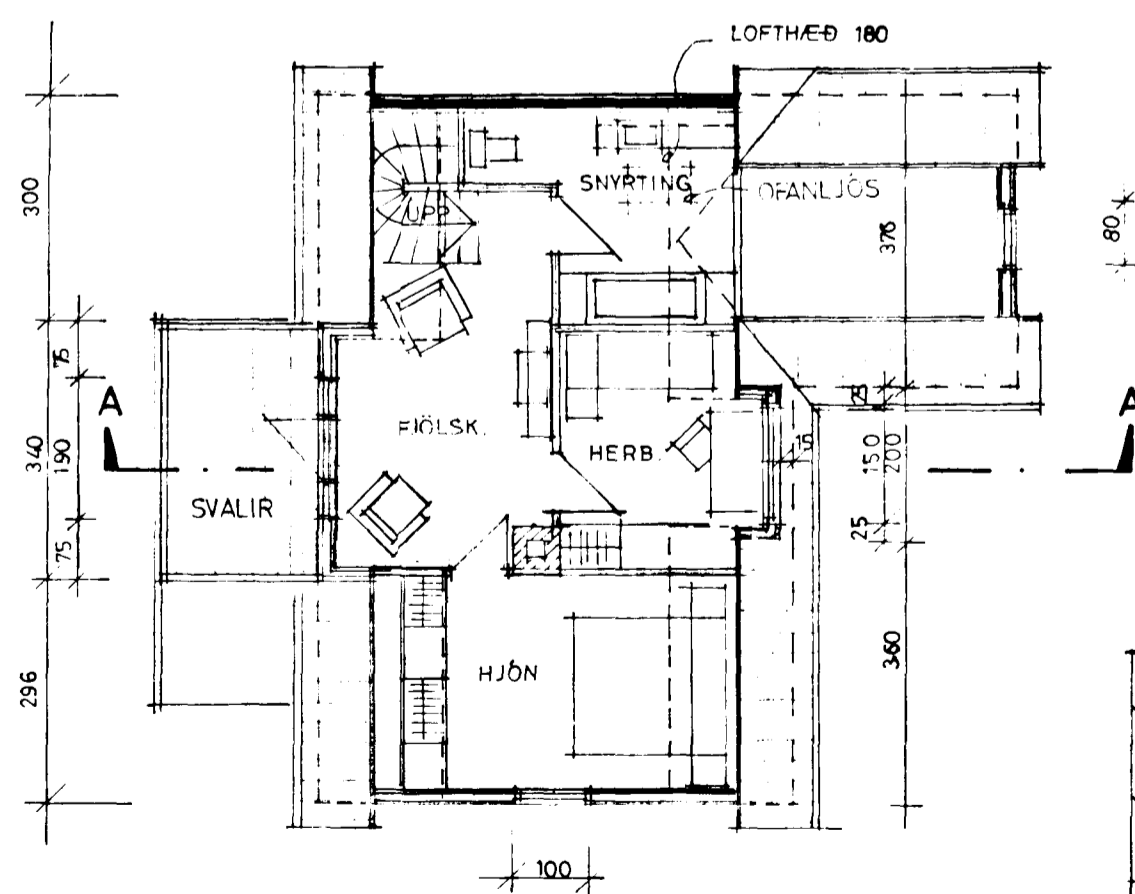 LOFTHÆÐ 180
300
SNYRTING
OFANLJÓS
UPP
376
80
75
A
A
340
190
FJÖLSK.
HERB.
15
25
150
200
SVALIR
75
25
296
HJÓN
360
100